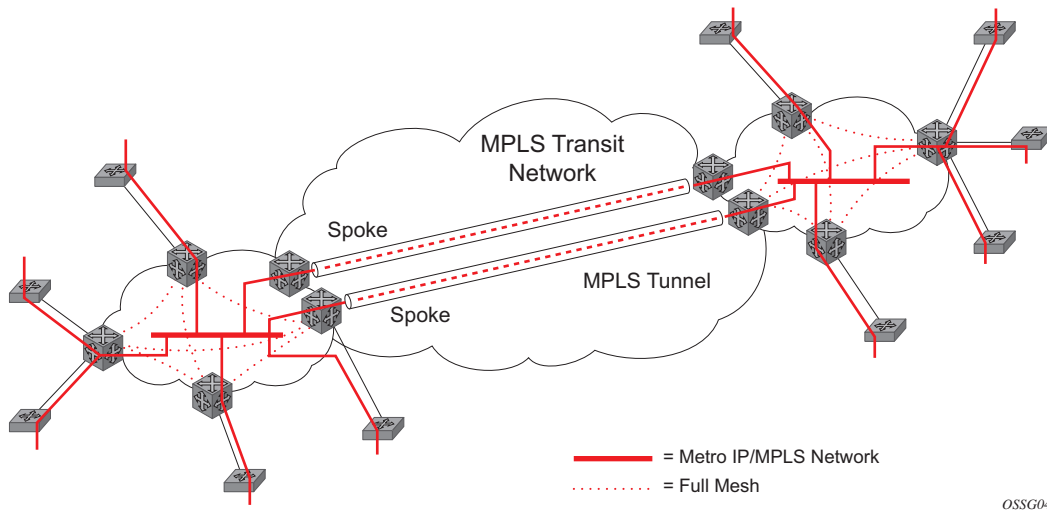 MPLS Transit
Network
Spoke
MPLS Tunnel
Spoke
= Metro IP/MPLS Network
= Full Mesh